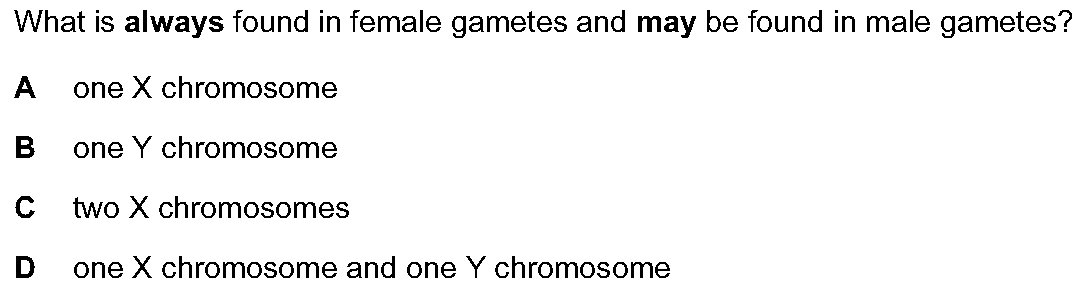 What is always found in female gametes and may be found in male gametes?
A one X chromosome
B one Y chromosome
C two X chromosomes
D one X chromosome and one Y chromosome